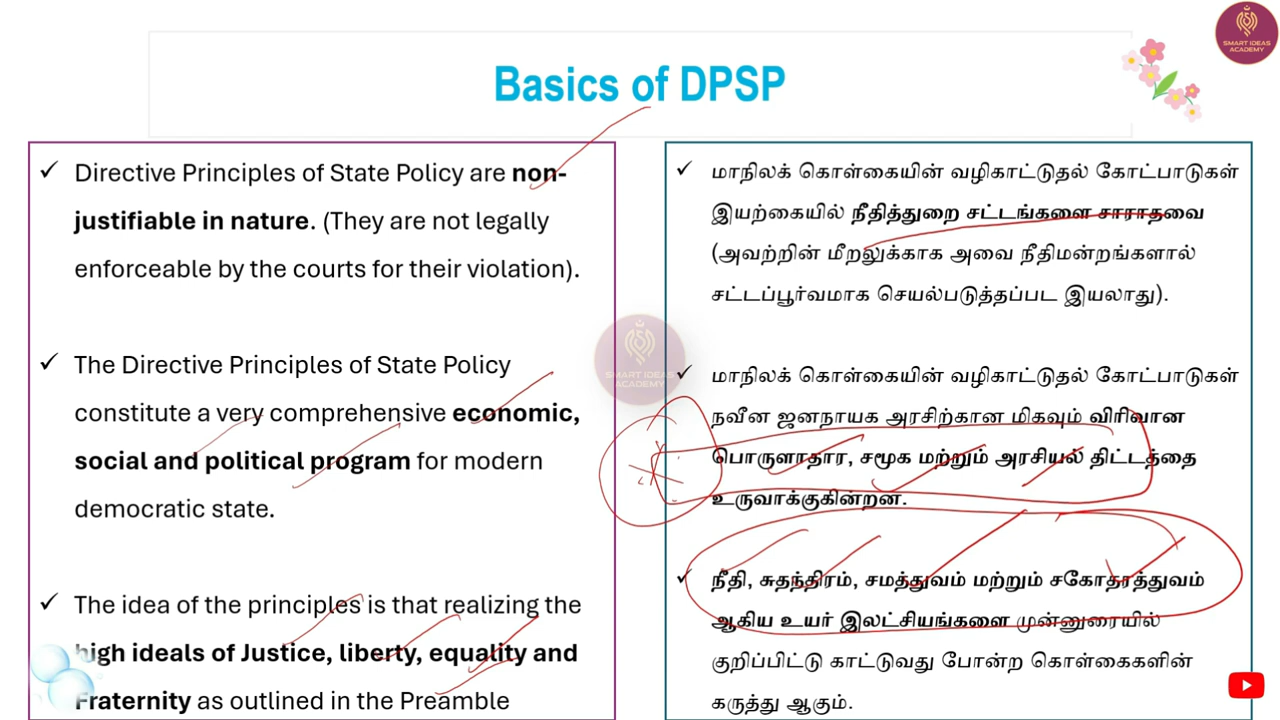 SMART IDEAS
ACADEMY
Basics of DPSP
✓ Directive Principles of State Policy are non-
justifiable in nature. (They are not legally
enforceable by the courts for their violation).
✓ The Directive Principles of State Policy
constitute a very comprehensive economic,
social and political program for modern
democratic state.
✓ The idea of the principles is that realizing the
high ideals of Justice, liberty, equality and
Fraternity as outlined in the Preamble
✓ மாநிலக் கொள்கையின் வழிகாட்டுதல் கோட்பாடுகள்
இயற்கையில் நீதித்துறை சட்டங்களை சாராதவை
(அவற்றின் மீறலுக்காக அவை நீதிமன்றங்களால்
சட்டப்பூர்வமாக செயல்படுத்தப்பட இயலாது).
✓ மாநிலக் கொள்கையின் வழிகாட்டுதல் கோட்பாடுகள்
நவீன ஜனநாயக அரசிற்கான மிகவும் விரிவான
பொருளாதார, சமூக மற்றும் அரசியல் திட்டத்தை
உருவாக்குகின்றன.
✓ நீதி, சுதந்திரம், சமத்துவம் மற்றும் சகோதரத்துவம்
ஆகிய உயர் இலட்சியங்களை முன்னுரையில்
குறிப்பிட்டு காட்டுவது போன்ற கொள்கைகளின்
கருத்து ஆகும்.
SMART IDEAS
ACADEMY